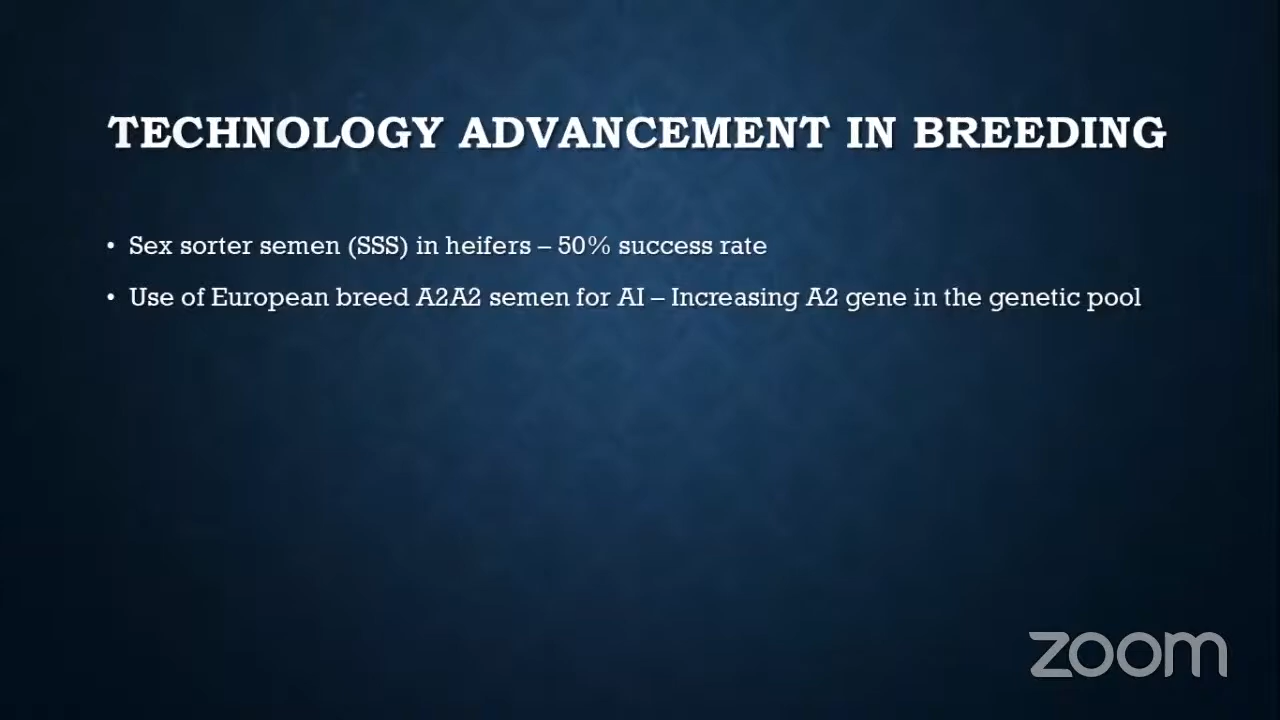 TECHNOLOGY ADVANCEMENT IN BREEDING
• Sex sorter semen (SSS) in heifers – 50% success rate
• Use of European breed A2A2 semen for AI – Increasing A2 gene in the genetic pool
zoom